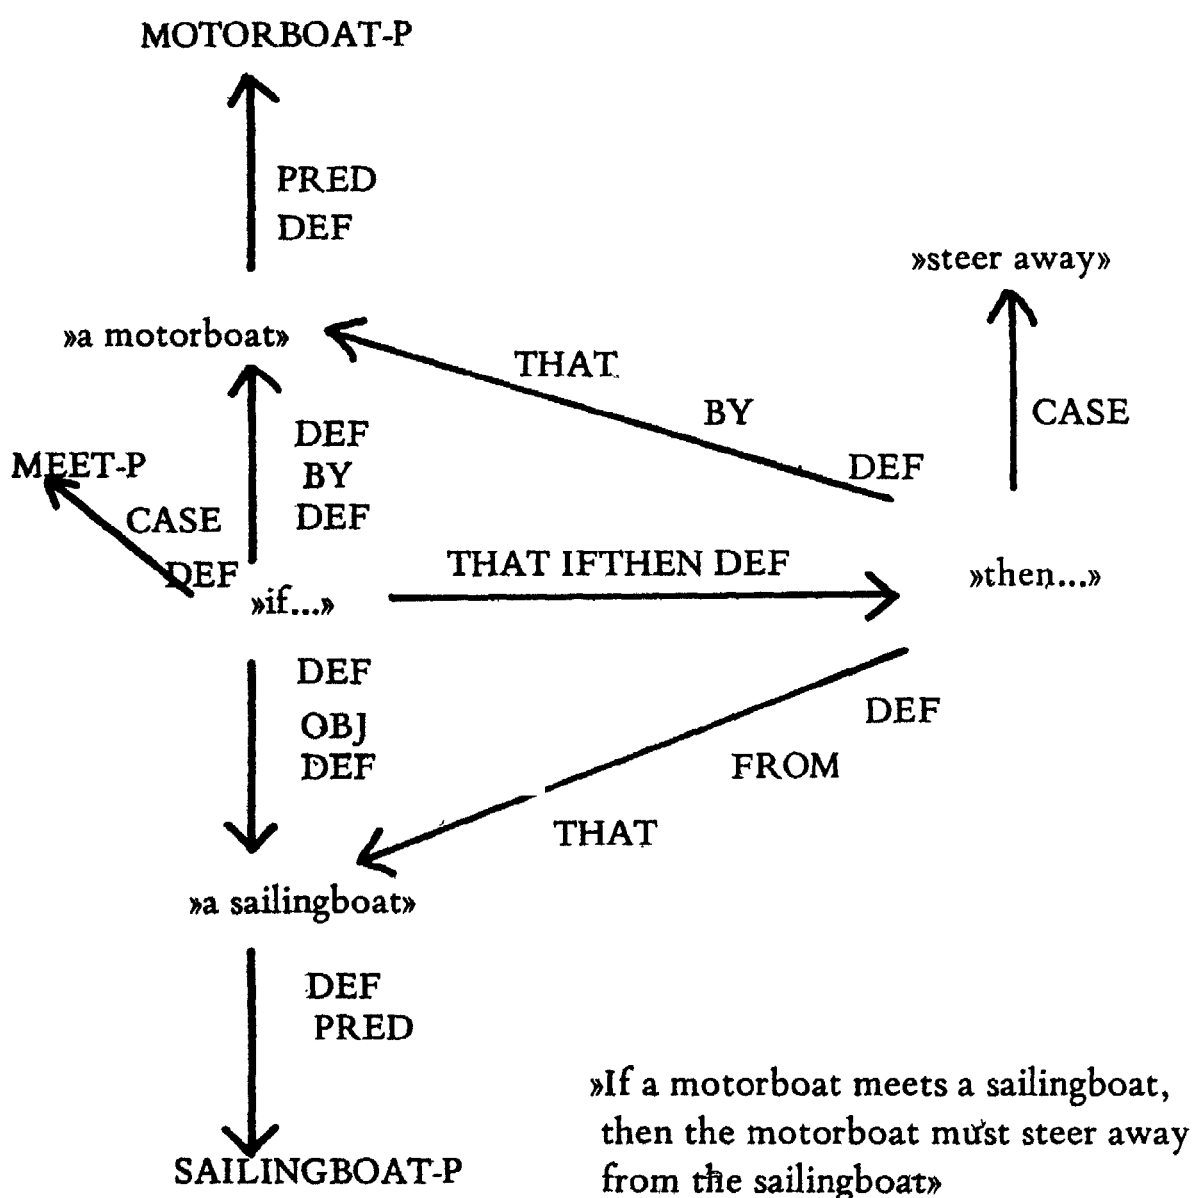 MOTORBOAT-P
PRED
DEF
»steer away»
»a motorboat»
THAT
BY
CASE
DEF
DEF
BY
DEF
MEET-P
CASE
DEF
»if...»
THAT IFTHEN DEF
»then...»
DEF
OBJ
DEF
DEF
FROM
THAT
»a sailingboat»
DEF
PRED
SAILINGBOAT-P
»If a motorboat meets a sailingboat,
then the motorboat must steer away
from the sailingboat»